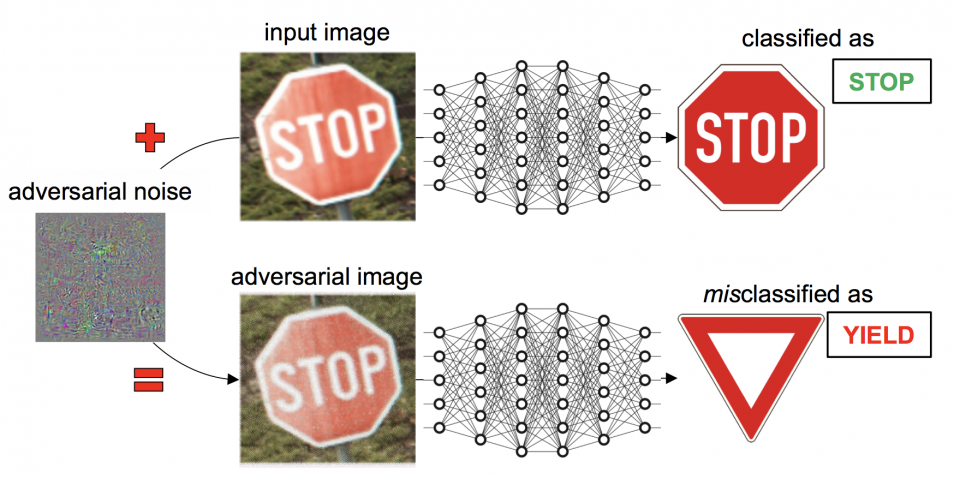 input image
STOP
classified as
STOP
STOP
adversarial noise
adversarial image
STOP
misclassified as
YIELD